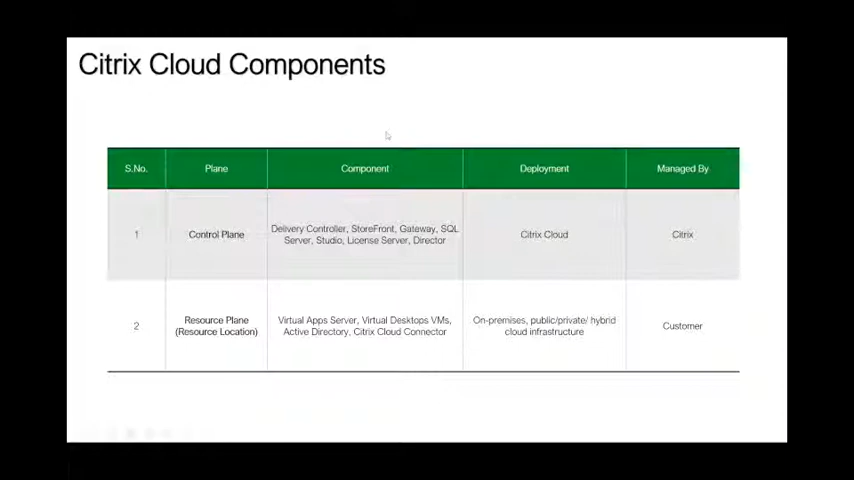 Citrix Cloud Components
S.No. Plane Component Deployment Managed By
1 Control Plane Delivery Controller, StoreFront, Gateway, SQL
Server, Studio, License Server, Director Citrix Cloud Citrix
2 Resource Plane
(Resource Location) Virtual Apps Server, Virtual Desktops VMs,
Active Directory, Citrix Cloud Connector On-premises, public/private/ hybrid
cloud infrastructure Customer